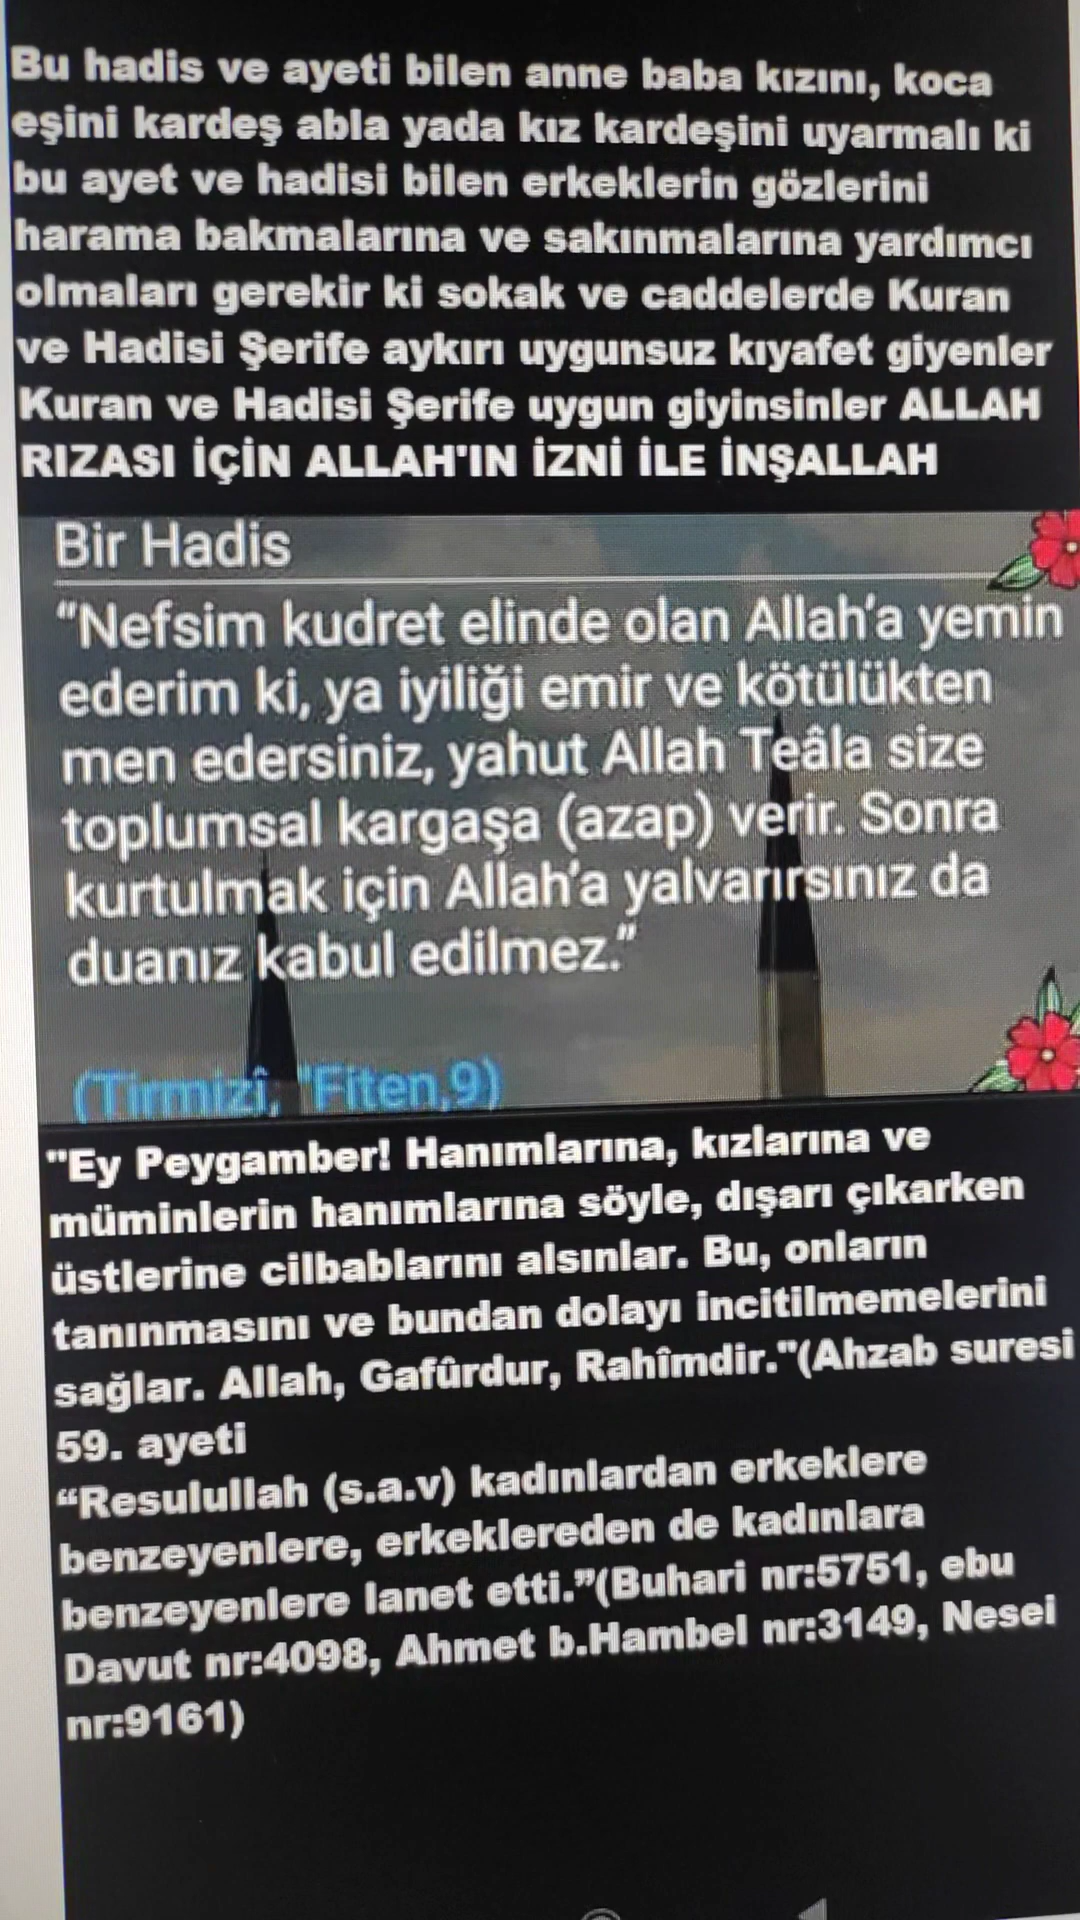 Bu hadis ve ayeti bilen anne baba kızını, koca
eşini kardeş abla yada kız kardeşini uyarmalı ki
bu ayet ve hadisi bilen erkeklerin gözlerini
harama bakmalarına ve sakınmalarına yardımcı
olmaları gerekir ki sokak ve caddelerde Kuran
ve Hadisi Şerife aykırı uygunsuz kıyafet giyenler
Kuran ve Hadisi Şerife uygun giyinsinler ALLAH
RIZASI İÇİN ALLAH'IN İZNİ İLE İNŞALLAH
Bir Hadis
“Nefsim kudret elinde olan Allah’a yemin
ederim ki, ya iyiliği emir ve kötülükten
men edersiniz, yahut Allah Teâla size
toplumsal kargaşa (azap) verir. Sonra
kurtulmak için Allah’a yalvarırsınız da
duanız kabul edilmez.”
(Tirmizî, "Fiten,9)
"Ey Peygamber! Hanımlarına, kızlarına ve
müminlerin hanımlarına söyle, dışarı çıkarken
üstlerine cilbablarını alsınlar. Bu, onların
tanınmasını ve bundan dolayı incitilmemelerini
sağlar. Allah, Gafûrdur, Rahîmdir."(Ahzab suresi
59. ayeti
“Resulullah (s.a.v) kadınlardan erkeklere
benzeyenlere, erkeklereden de kadınlara
benzeyenlere lanet etti.”(Buhari nr:5751, ebu
Davut nr:4098, Ahmet b.Hambel nr:3149, Nesei
nr:9161)